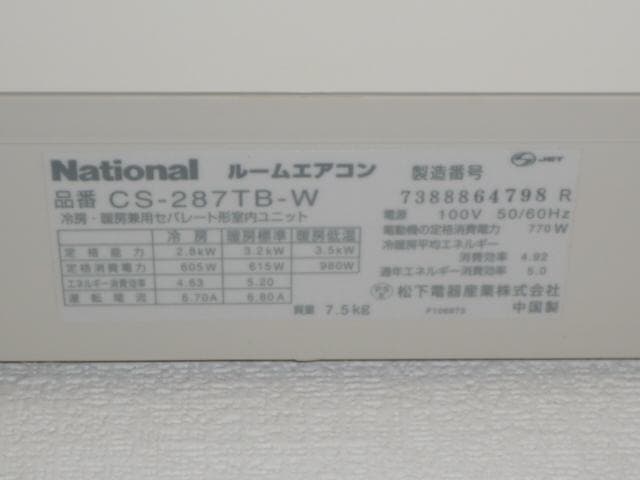 National ルームエアコン
品番 CS-287TB-W
冷房・暖房兼用セパレート形室内ユニット
冷房 暖房標準 暖房低温
定格能力 2.8kW 3.2kW 3.5kW
定格消費電力 605W 615W 980W
エネルギー消費効率 4.63 5.20
運転電流 6.70A 6.80A
質量 7.5kg
製造番号 JET
7388864798 R
電源 100V 50/60Hz
電動機の定格消費電力 770W
冷暖房平均エネルギー
消費効率 4.92
通年エネルギー消費効率 5.0
松下電器産業株式会社
中国製